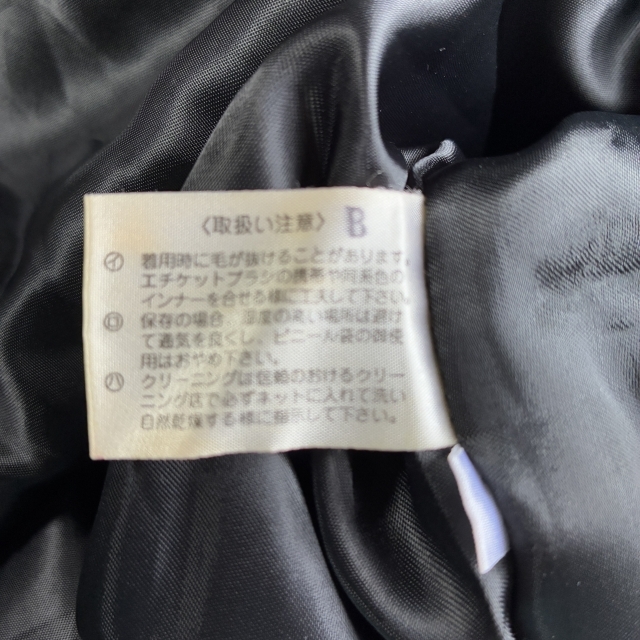 〈取扱い注意〉 B
イ 着用時に毛が抜けることがあります。
エチケットブラシの携帯や同系色の
インナーを合せる様に工夫して下さい。
ロ 保存の場合、湿度の高い場所は避け
て通気を良くし、ビニール袋の御使
用はおやめ下さい。
ハ クリーニングは信頼のおけるクリー
ニング店で必ずネットに入れて洗い
自然乾燥する様に指示して下さい。